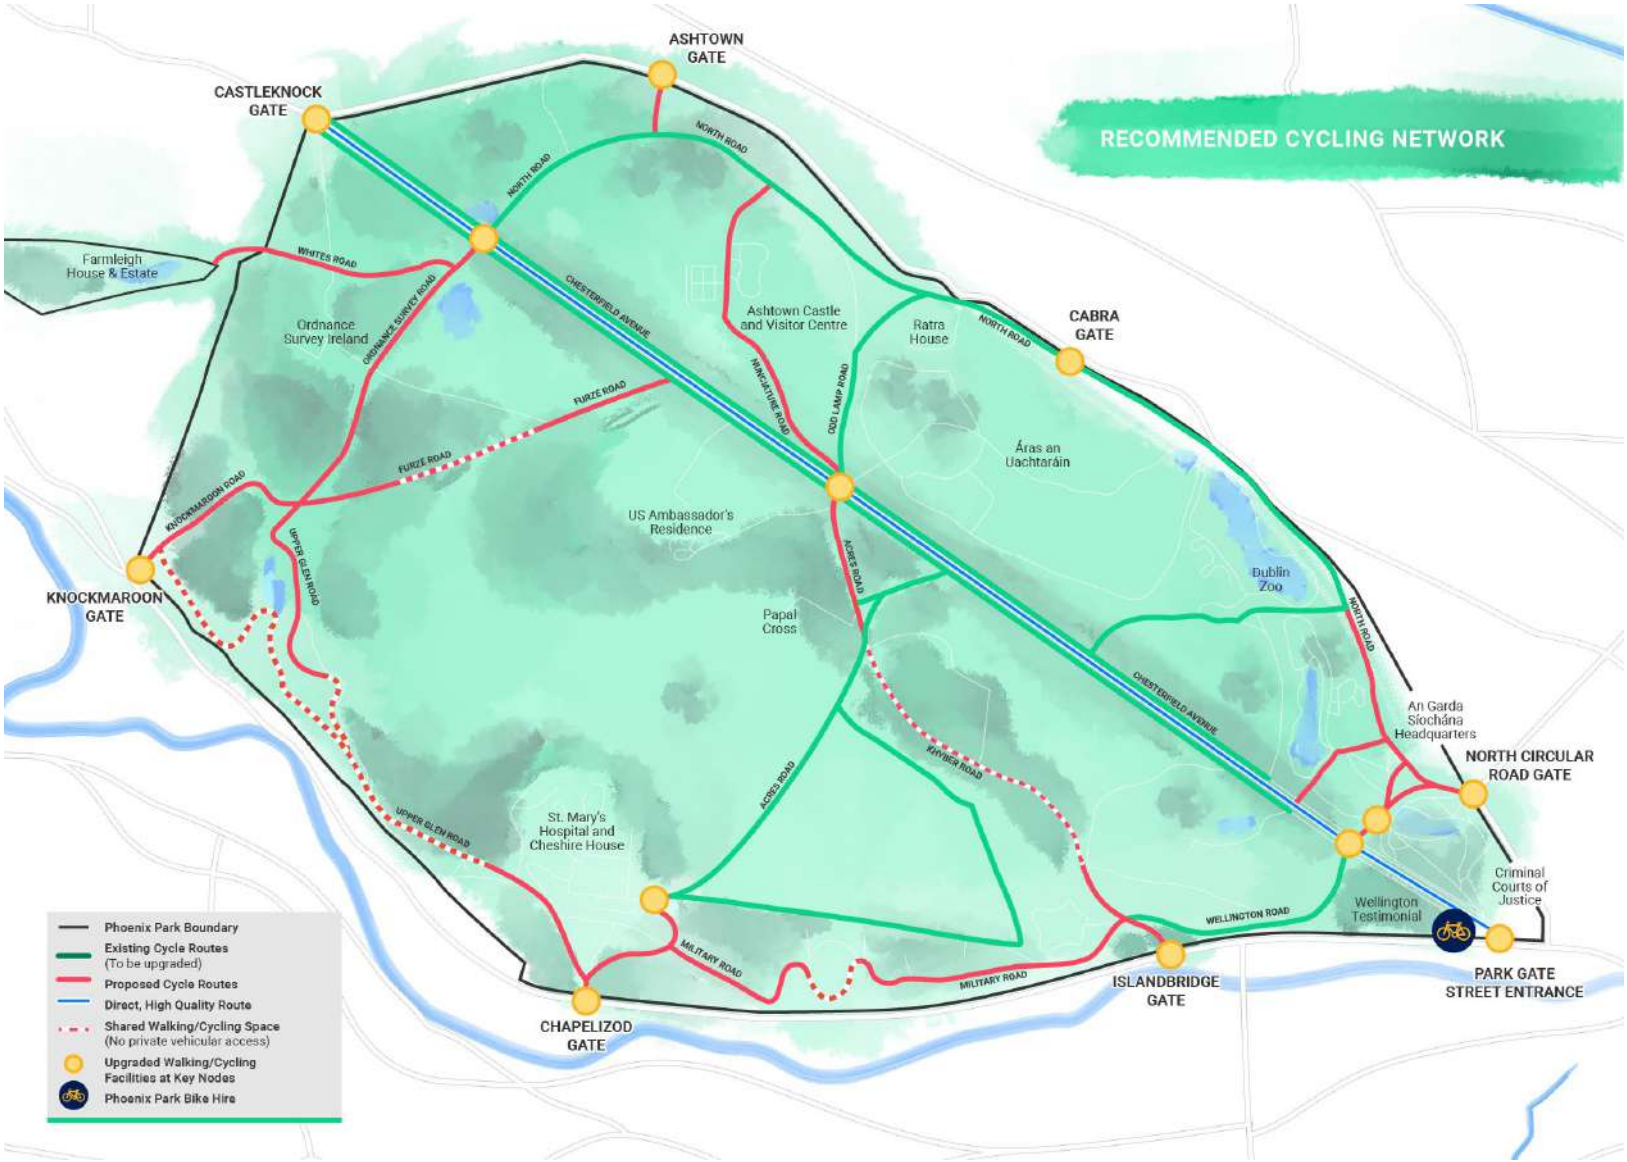 ASHTOWN
GATE
CASTLEKNOCK
GATE
RECOMMENDED CYCLING NETWORK
NORTH ROAD
NORTH ROAD
Farmleigh
House & Estate
WHITES ROAD
ORDNANCE SURVEY ROAD
Ordnance
Survey Ireland
CHESTERFIELD AVENUE
Ashtown Castle
and Visitor Centre
Ratra
House
NORTH ROAD
CABRA
GATE
NUNCIATURE ROAD
ODD LAMP ROAD
FURZE ROAD
FURZE ROAD
Áras an
Uachtaráin
KNOCKMAROON ROAD
US Ambassador's
Residence
UPPER GLEN ROAD
ACRES ROAD
Dublin
Zoo
KNOCKMAROON
GATE
Papal
Cross
NORTH ROAD
CHESTERFIELD AVENUE
An Garda
Síochána
Headquarters
KHYBER ROAD
NORTH CIRCULAR
ROAD GATE
ACRES ROAD
UPPER GLEN ROAD
St. Mary's
Hospital and
Cheshire House
Criminal
Courts of
Justice
Wellington
Testimonial
WELLINGTON ROAD
MILITARY ROAD
MILITARY ROAD
ISLANDBRIDGE
GATE
PARK GATE
STREET ENTRANCE
CHAPELIZOD
GATE
Phoenix Park Boundary
Existing Cycle Routes
(To be upgraded)
Proposed Cycle Routes
Direct, High Quality Route
Shared Walking/Cycling Space
(No private vehicular access)
Upgraded Walking/Cycling
Facilities at Key Nodes
Phoenix Park Bike Hire